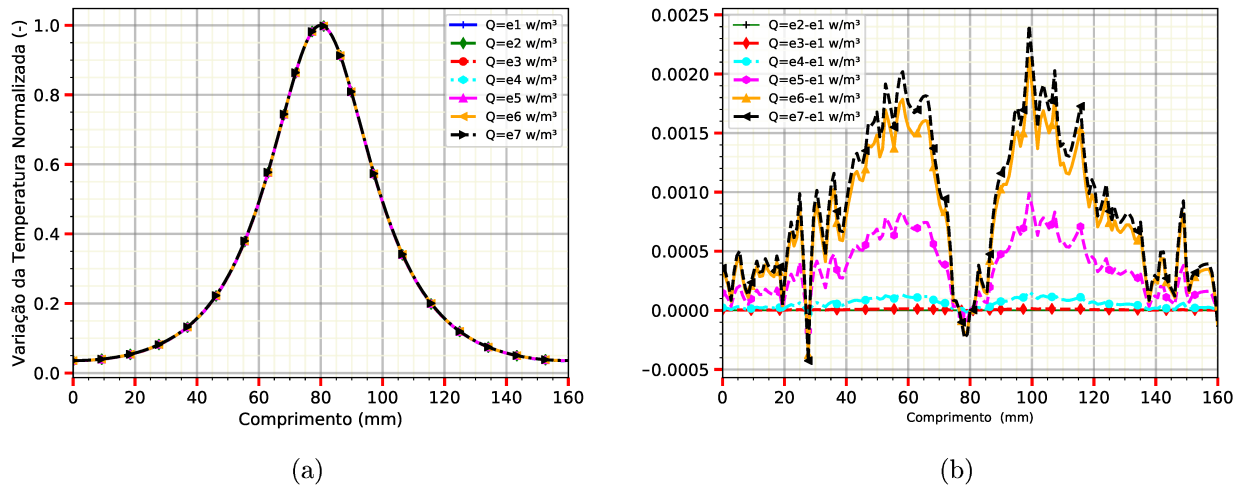 Variação da Temperatura Normalizada (-)
1.0
0.8
0.6
0.4
0.2
0.0
0 20 40 60 80 100 120 140 160
Comprimento (mm)
Q=e1 w/m³
Q=e2 w/m³
Q=e3 w/m³
Q=e4 w/m³
Q=e5 w/m³
Q=e6 w/m³
Q=e7 w/m³
(a)
0.0025
0.0020
0.0015
0.0010
0.0005
0.0000
−0.0005
0 20 40 60 80 100 120 140 160
Comprimento (mm)
Q=e2-e1 w/m³
Q=e3-e1 w/m³
Q=e4-e1 w/m³
Q=e5-e1 w/m³
Q=e6-e1 w/m³
Q=e7-e1 w/m³
(b)